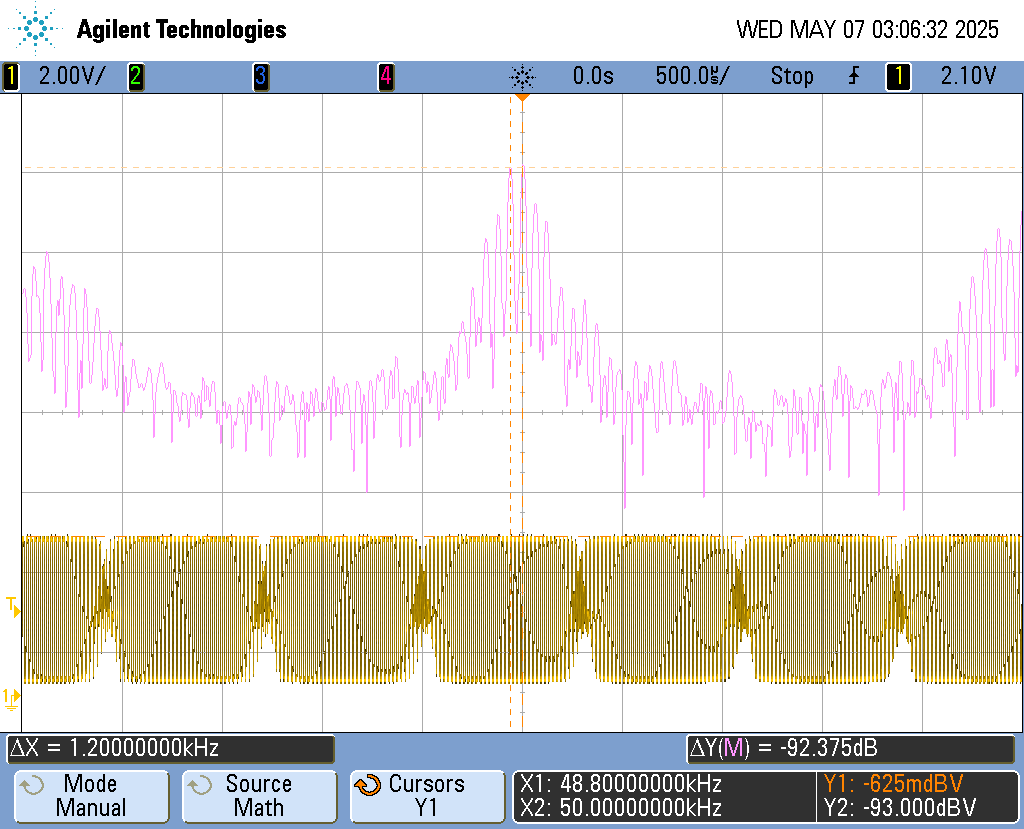 Agilent Technologies
WED MAY 07 03:06:32 2025
1 2.00V/ 2 3 4 0.0s 500.0µs/ Stop 1 2.10V
T
1
ΔX = 1.20000000kHz
ΔY(M) = -92.375dB
Mode
Manual
Source
Math
Cursors
Y1
X1: 48.8000000kHz
X2: 50.0000000kHz
Y1: -625mdBV
Y2: -93.000dBV